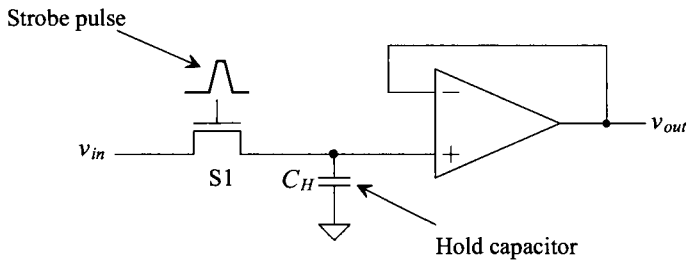 Strobe pulse
v_in
S1
C_H
Hold capacitor
−
+
v_out